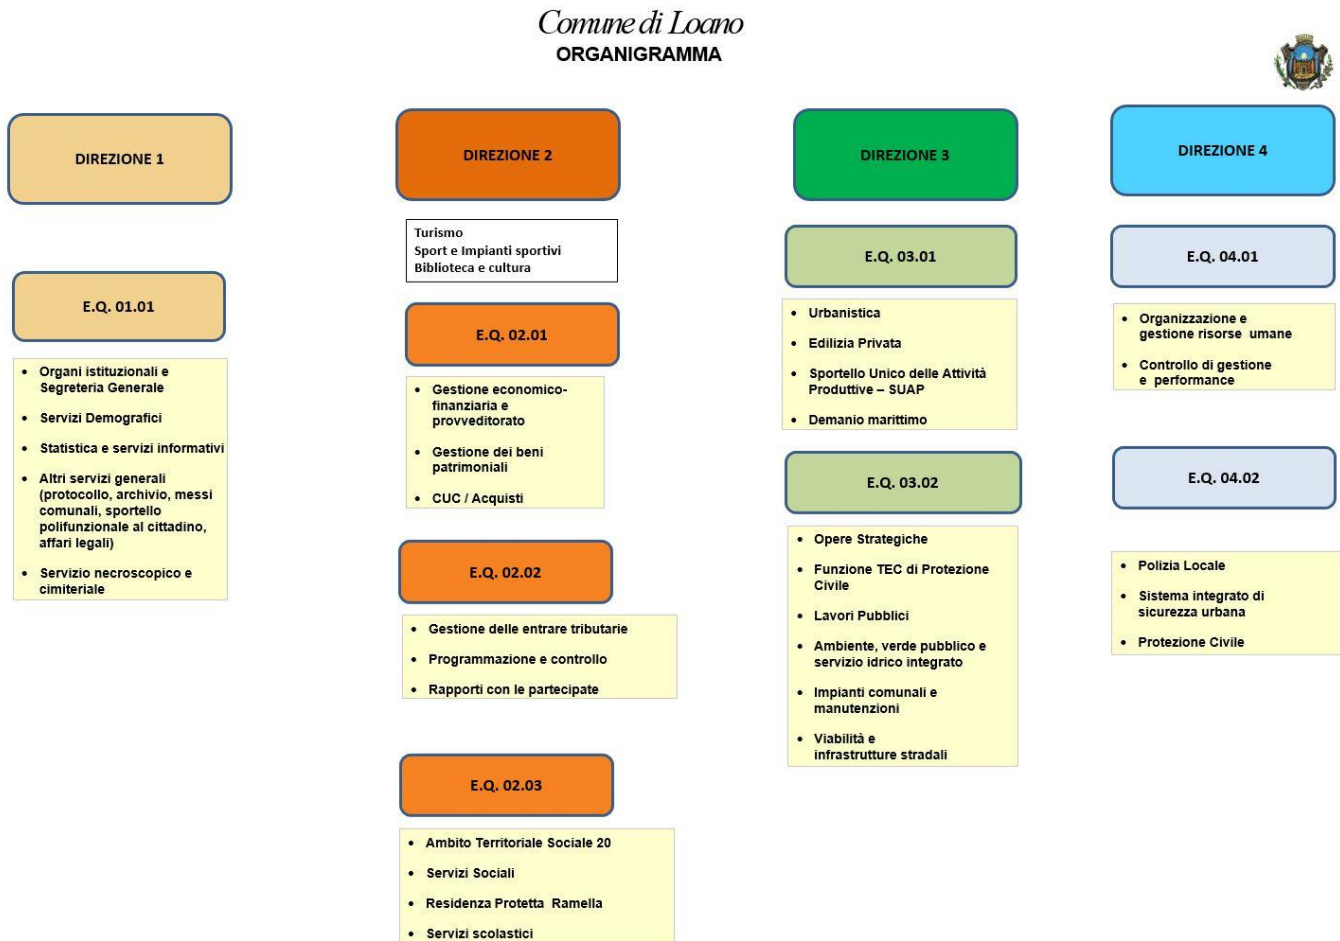 Comune di Loano
ORGANIGRAMMA
DIREZIONE 1
E.Q. 01.01
• Organi istituzionali e
Segreteria Generale
• Servizi Demografici
• Statistica e servizi informativi
• Altri servizi generali
(protocollo, archivio, messi
comunali, sportello
polifunzionale al cittadino,
affari legali)
• Servizio necroscopico e
cimiteriale
DIREZIONE 2
Turismo
Sport e Impianti sportivi
Biblioteca e cultura
E.Q. 02.01
• Gestione economico-
finanziaria e
provveditorato
• Gestione dei beni
patrimoniali
• CUC / Acquisti
E.Q. 02.02
• Gestione delle entrare tributarie
• Programmazione e controllo
• Rapporti con le partecipate
E.Q. 02.03
• Ambito Territoriale Sociale 20
• Servizi Sociali
• Residenza Protetta Ramella
• Servizi scolastici
DIREZIONE 3
E.Q. 03.01
• Urbanistica
• Edilizia Privata
• Sportello Unico delle Attività
Produttive – SUAP
• Demanio marittimo
E.Q. 03.02
• Opere Strategiche
• Funzione TEC di Protezione
Civile
• Lavori Pubblici
• Ambiente, verde pubblico e
servizio idrico integrato
• Impianti comunali e
manutenzioni
• Viabilità e
infrastrutture stradali
DIREZIONE 4
E.Q. 04.01
• Organizzazione e
gestione risorse umane
• Controllo di gestione
e performance
E.Q. 04.02
• Polizia Locale
• Sistema integrato di
sicurezza urbana
• Protezione Civile